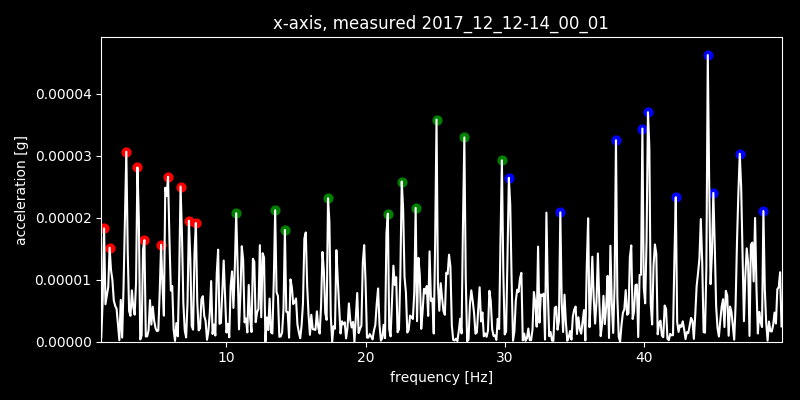 x-axis, measured 2017_12_12-14_00_01
0.00004
0.00003
0.00002
0.00001
0.00000
acceleration [g]
10 20 30 40
frequency [Hz]